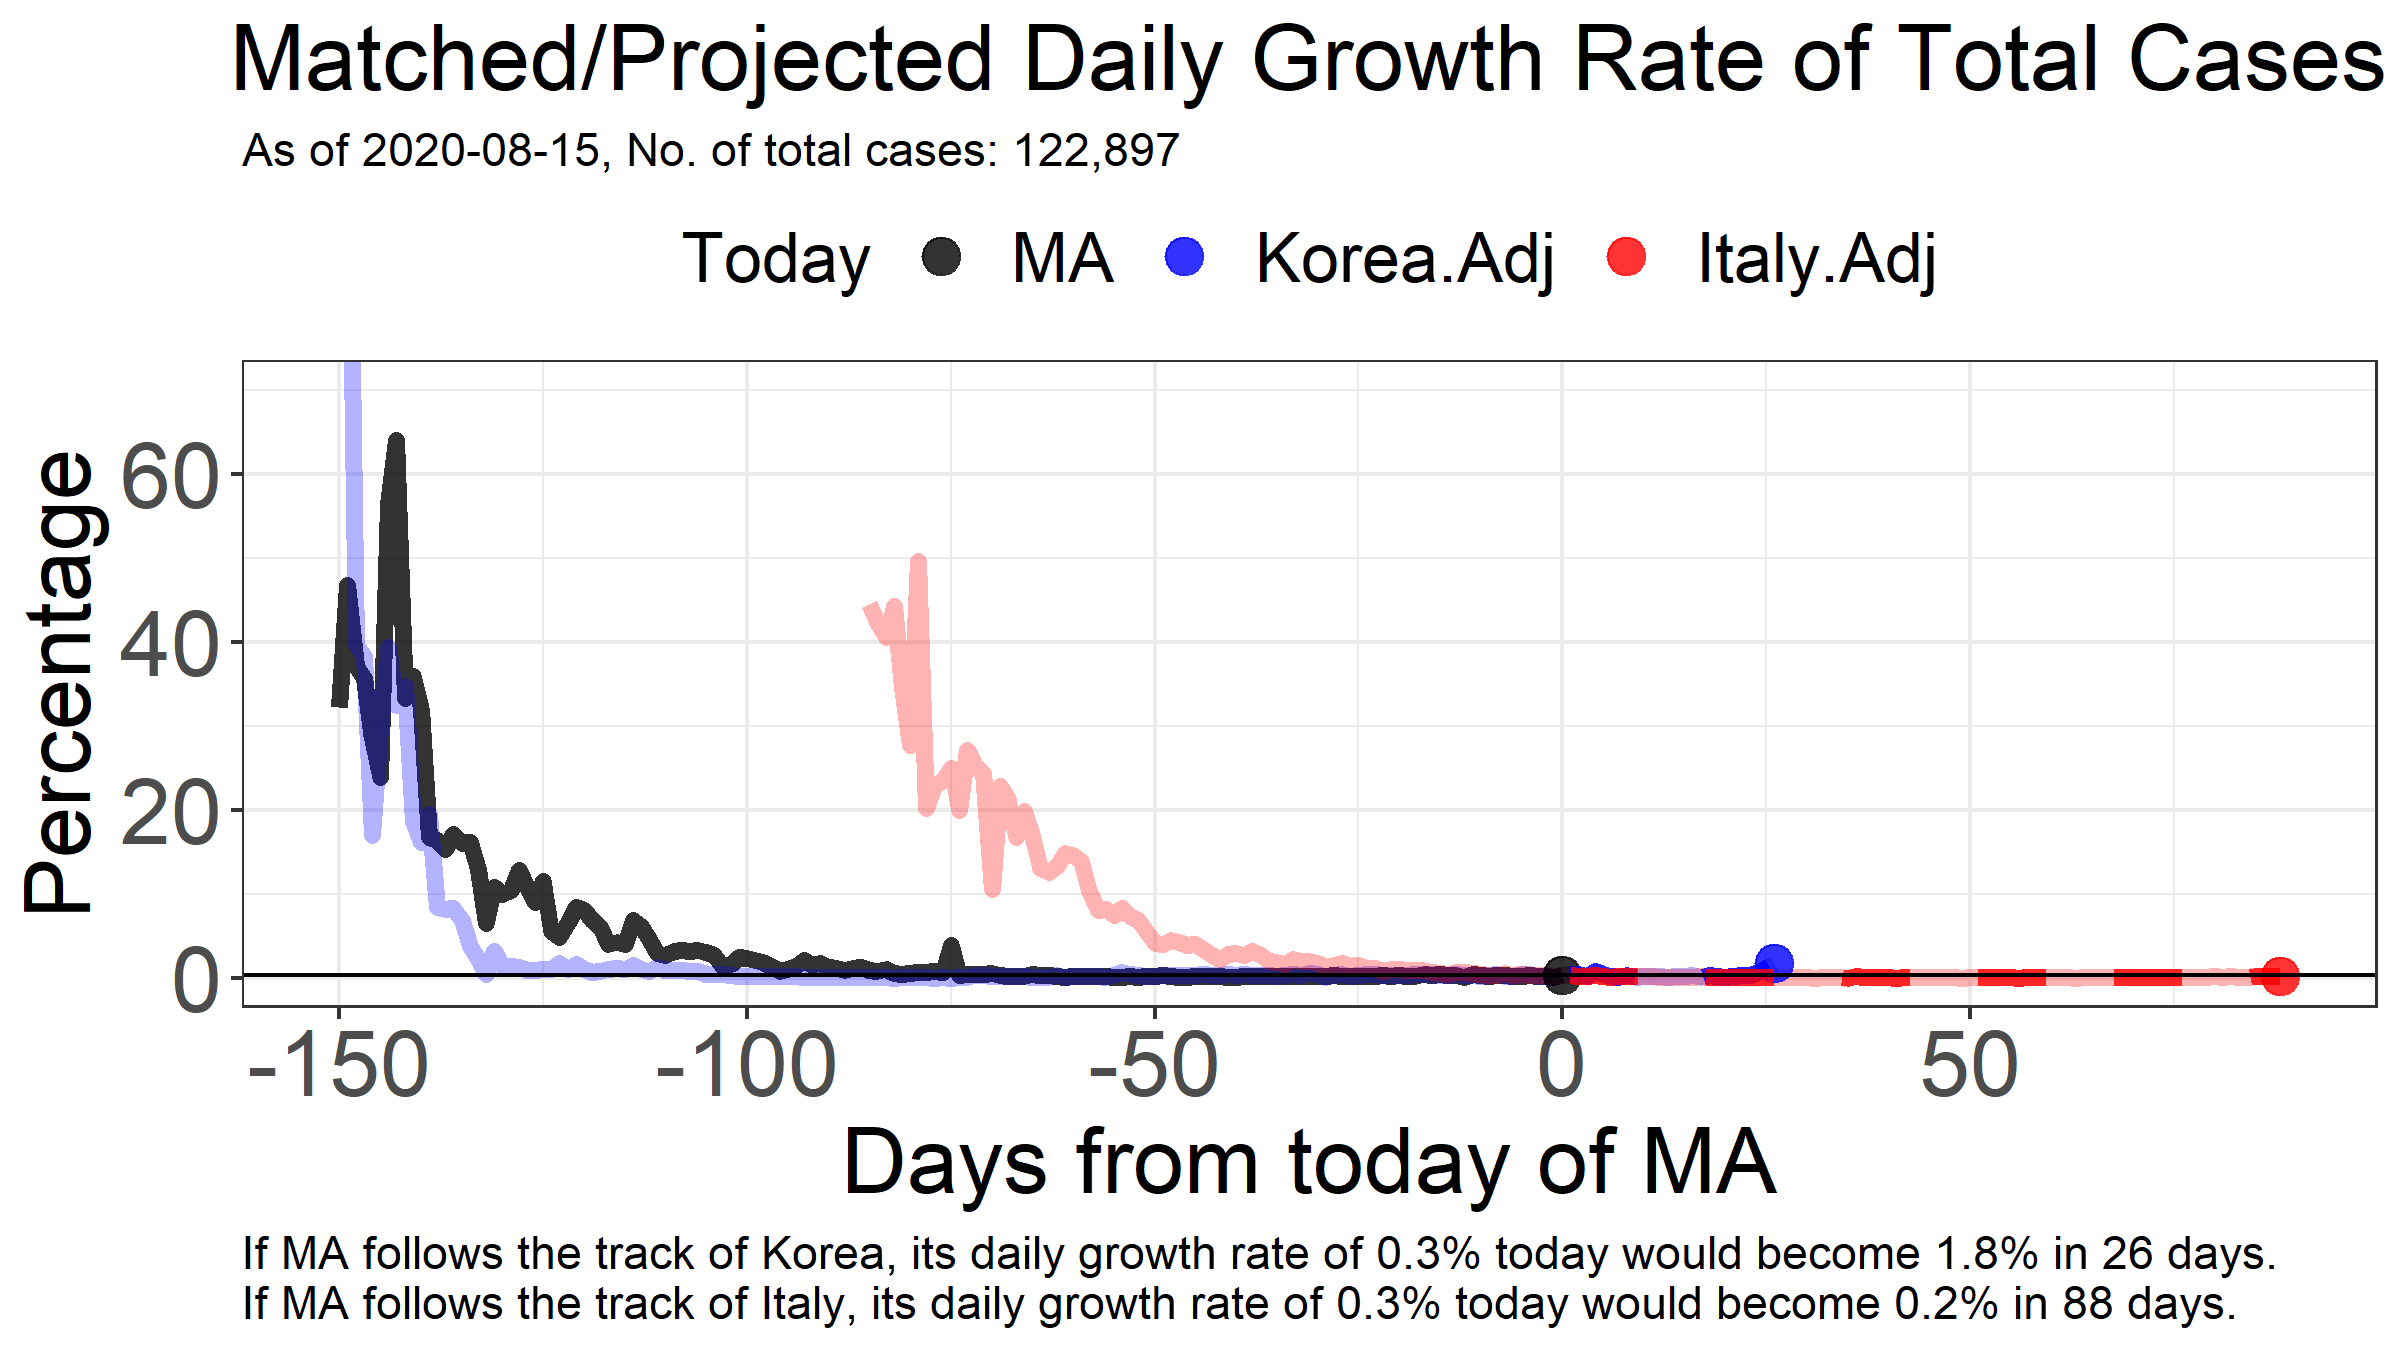 Matched/Projected Daily Growth Rate of Total Cases
As of 2020-08-15, No. of total cases: 122,897
Today MA Korea.Adj Italy.Adj
Percentage
60
40
20
0
-150 -100 -50 0 50
Days from today of MA
If MA follows the track of Korea, its daily growth rate of 0.3% today would become 1.8% in 26 days.
If MA follows the track of Italy, its daily growth rate of 0.3% today would become 0.2% in 88 days.